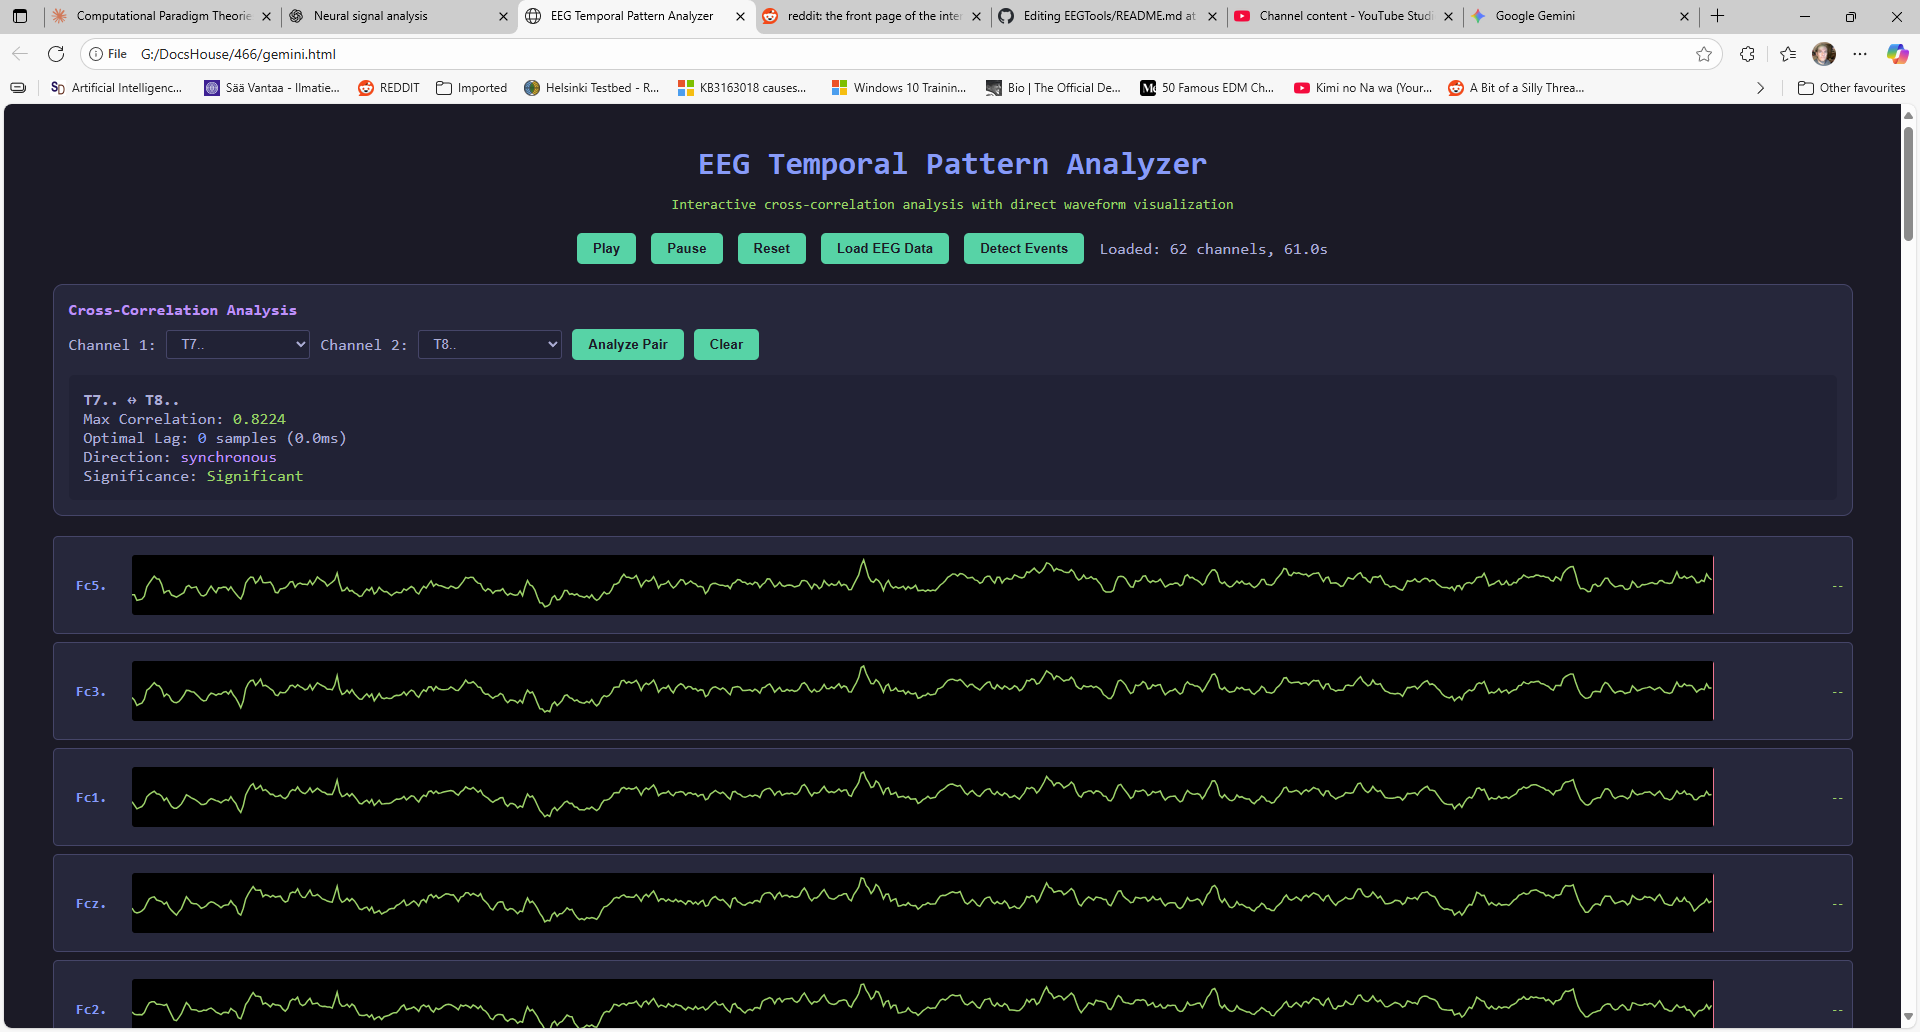 Computational Paradigm Theorie
Neural signal analysis
EEG Temporal Pattern Analyzer
reddit: the front page of the inter
Editing EEGTools/README.md at
Channel content - YouTube Studi
Google Gemini
File G:/DocsHouse/466/gemini.html
Artificial Intelligenc...
Sää Vantaa - Ilmatie...
REDDIT
Imported
Helsinki Testbed - R...
KB3163018 causes...
Windows 10 Trainin...
Bio | The Official De...
50 Famous EDM Ch...
Kimi no Na wa (Your...
A Bit of a Silly Threa...
Other favourites
EEG Temporal Pattern Analyzer
Interactive cross-correlation analysis with direct waveform visualization
Play Pause Reset Load EEG Data Detect Events Loaded: 62 channels, 61.0s
Cross-Correlation Analysis
Channel 1: T7.. Channel 2: T8.. Analyze Pair Clear
T7.. ↔ T8..
Max Correlation: 0.8224
Optimal Lag: 0 samples (0.0ms)
Direction: synchronous
Significance: Significant
Fc5. --
Fc3. --
Fc1. --
Fcz. --
Fc2. --